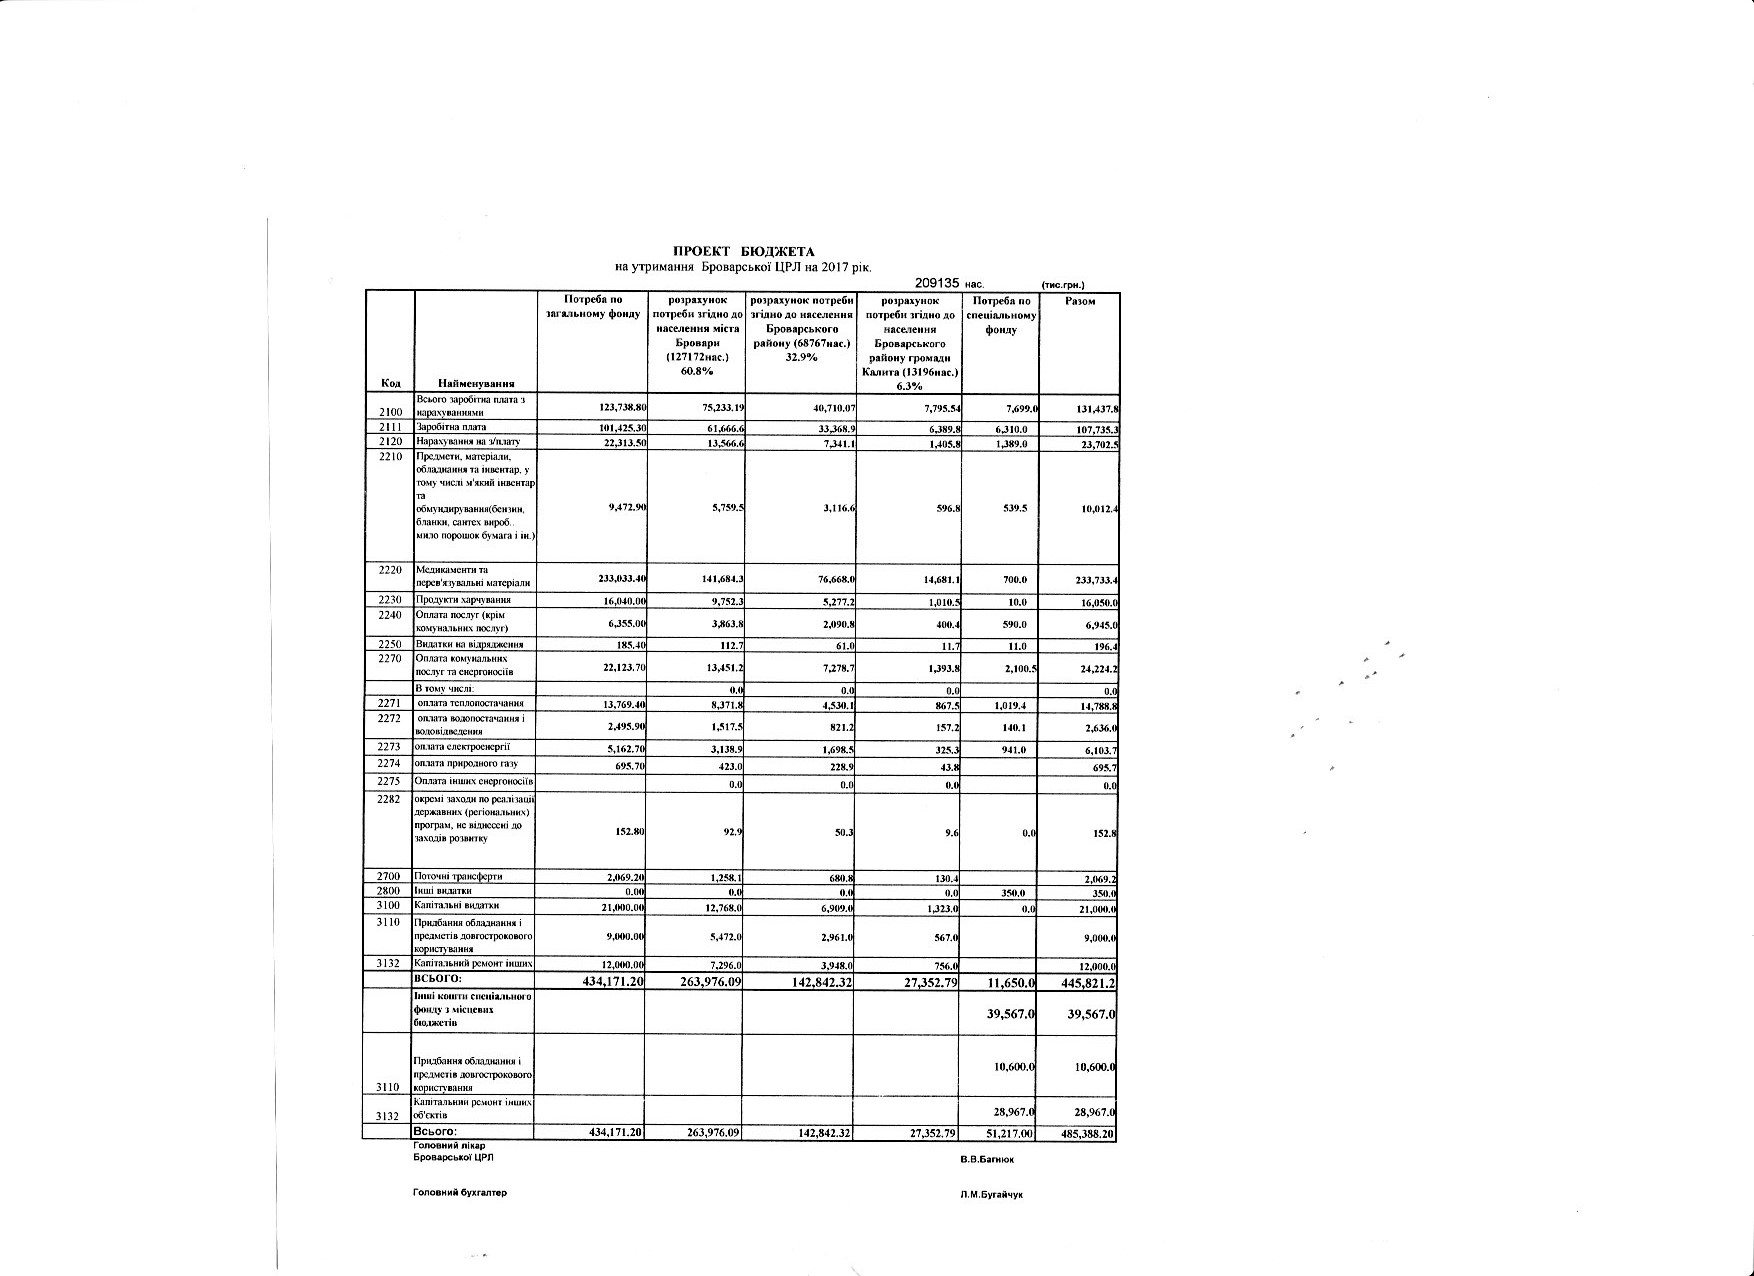 ПРОЕКТ БЮДЖЕТА
на утримання Броварської ЦРЛ на 2017 рік.
209135 нас. (тис.грн.)
Код Найменування Потреба по загальному фонду розрахунок потреби згідно до населення міста Бровари (127172нас.) 60.8% розрахунок потреби згідно до населення Броварського району (68767нас.) 32.9% розрахунок потреби згідно до населення Броварського району громади Калита (13196нас.) 6.3% Потреба по спеціальному фонду Разом
2100 Всього заробітна плата з нарахуваннями 123,738.80 75,233.19 40,710.07 7,795.54 7,699.0 131,437.8
2111 Заробітна плата 101,425.30 61,666.6 33,368.9 6,389.8 6,310.0 107,735.3
2120 Нарахування на з/плату 22,313.50 13,566.6 7,341.1 1,405.8 1,389.0 23,702.5
2210 Предмети, матеріали,
обладнання та інвентар, у
тому числі м'який інвентар
та
обмундирування(бензин,
бланки, сантех вироб..
мило порошок бумага і ін.)
9,472.90 5,759.5 3,116.6 596.8 539.5 10,012.4
2220 Медикаменти та
перев'язувальні матеріали 233,033.40 141,684.3 76,668.0 14,681.1 700.0 233,733.4
2230 Продукти харчування 16,040.00 9,752.3 5,277.2 1,010.5 10.0 16,050.0
2240 Оплата послуг (крім
комунальних послуг) 6,355.00 3,863.8 2,090.8 400.4 590.0 6,945.0
2250 Видатки на відрядження 185.40 112.7 61.0 11.7 11.0 196.4
2270 Оплата комунальних
послуг та енергоносіїв 22,123.70 13,451.2 7,278.7 1,393.8 2,100.5 24,224.2
В тому числі: 0.0 0.0 0.0 0.0
2271 оплата теплопостачання 13,769.40 8,371.8 4,530.1 867.5 1,019.4 14,788.8
2272 оплата водопостачання і
водовідведення 2,495.90 1,517.5 821.2 157.2 140.1 2,636.0
2273 оплата електроенергії 5,162.70 3,138.9 1,698.5 325.3 941.0 6,103.7
2274 оплата природного газу 695.70 423.0 228.9 43.8 695.7
2275 Оплата інших енергоносіїв 0.0 0.0 0.0 0.0
2282 окремі заходи по реалізації
державних (регіональних)
програм, не віднесені до
заходів розвитку
152.80 92.9 50.3 9.6 0.0 152.8
2700 Поточні трансферти 2,069.20 1,258.1 680.8 130.4 2,069.2
2800 Інші видатки 0.00 0.0 0.0 0.0 350.0 350.0
3100 Капітальні видатки 21,000.00 12,768.0 6,909.0 1,323.0 0.0 21,000.0
3110 Придбання обладнання і
предметів довгострокового
користування
9,000.00 5,472.0 2,961.0 567.0 9,000.0
3132 Капітальний ремонт інших 12,000.00 7,296.0 3,948.0 756.0 12,000.0
ВСЬОГО: 434,171.20 263,976.09 142,842.32 27,352.79 11,650.0 445,821.2
Інші кошти спеціального
фонду з місцевих
бюджетів
39,567.0 39,567.0
Придбання обладнання і
предметів довгострокового
3110 користування
10,600.0 10,600.0
Капітальний ремонт інших
3132 об'єктів 28,967.0 28,967.0
Всього: 434,171.20 263,976.09 142,842.32 27,352.79 51,217.00 485,388.20
Головний лікар
Броварської ЦРЛ В.В.Багнюк
Головний бухгалтер Л.М.Бугайчук